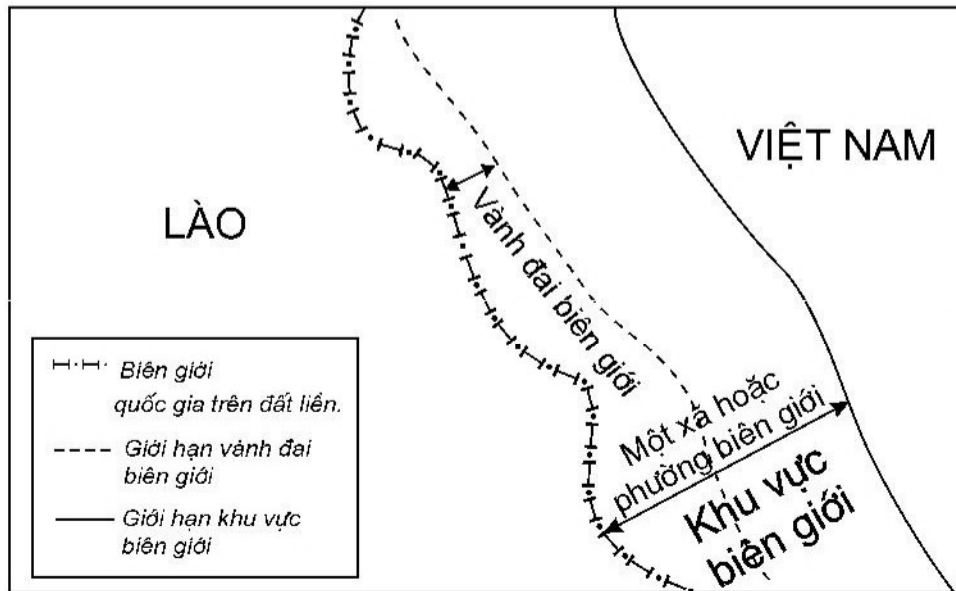 VIỆT NAM
LÀO
Vành đai biên giới
Một xã hoặc
phường biên giới
Khu vực
biên giới
Biên giới
quốc gia trên đất liền.
Giới hạn vành đai
biên giới
Giới hạn khu vực
biên giới